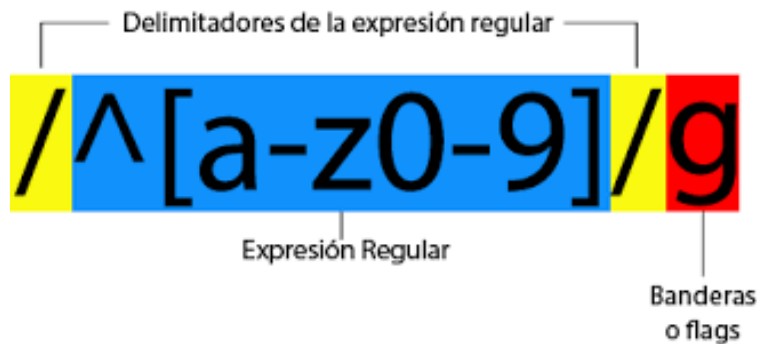 Delimitadores de la expresión regular
/^[a-z0-9]/g
Expresión Regular
Banderas
o flags